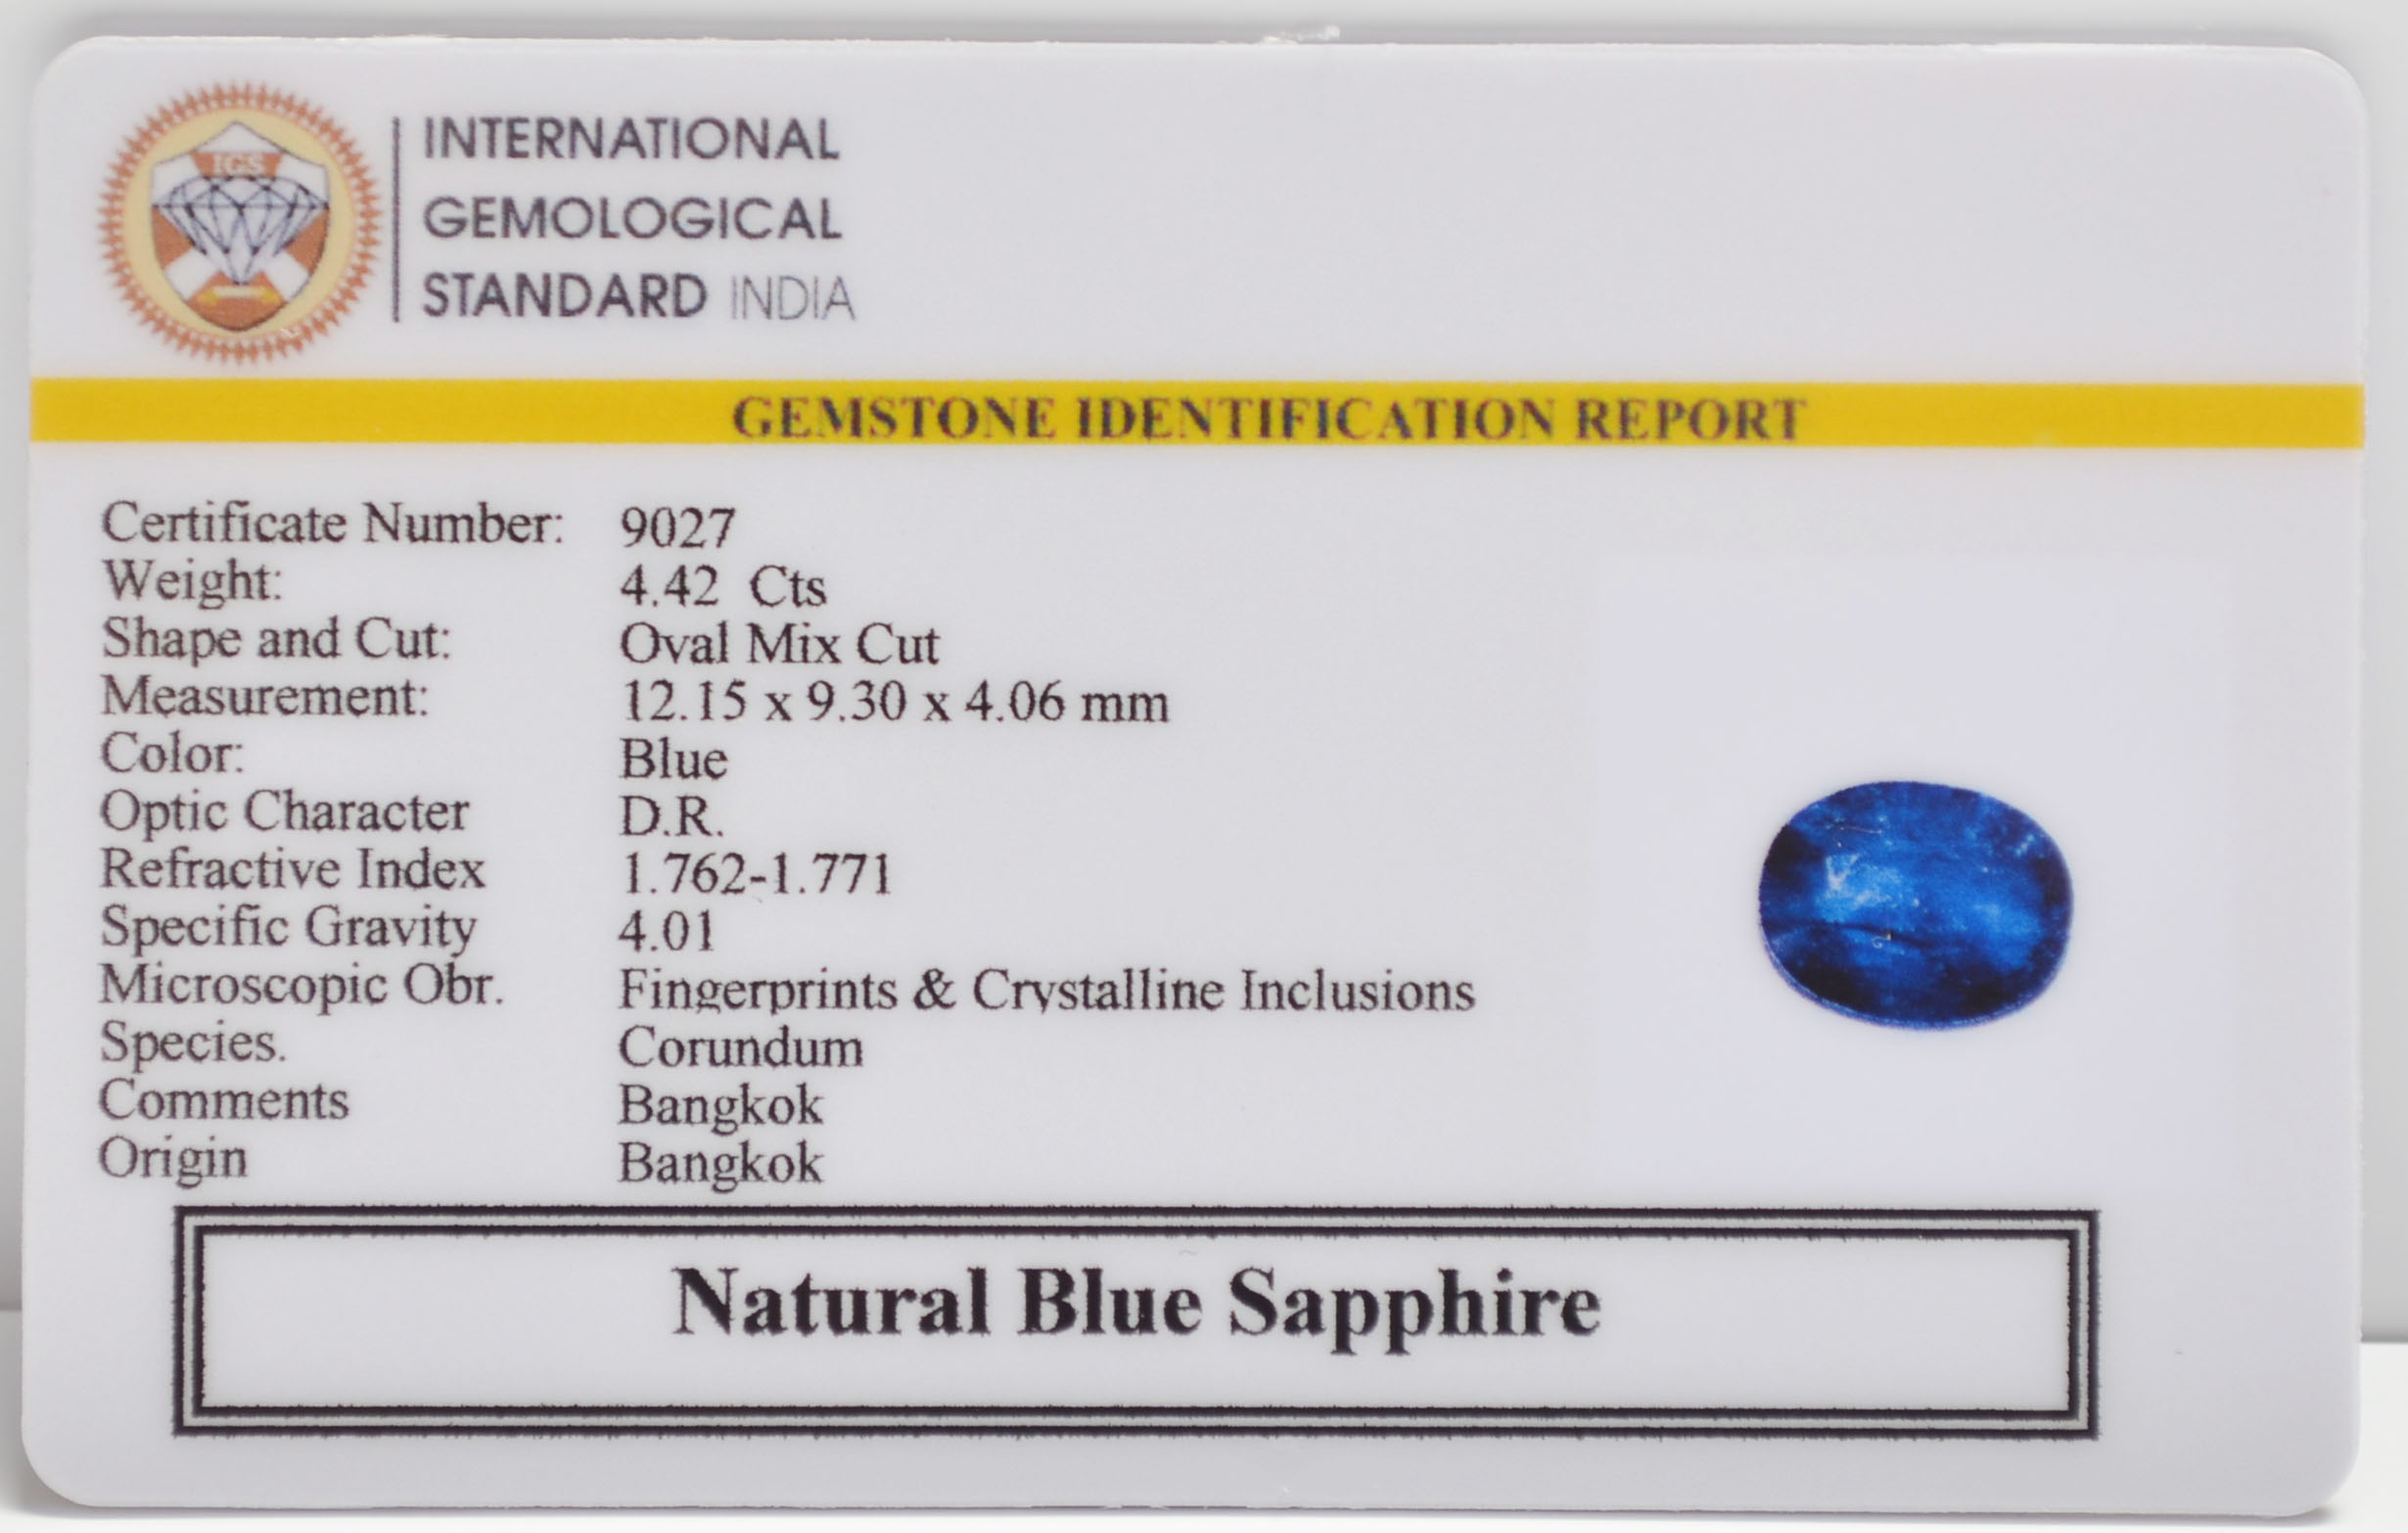 IGS
INTERNATIONAL
GEMOLOGICAL
STANDARD INDIA
GEMSTONE IDENTIFICATION REPORT
Certificate Number: 9027
Weight: 4.42 Cts
Shape and Cut: Oval Mix Cut
Measurement: 12.15 x 9.30 x 4.06 mm
Color: Blue
Optic Character D.R.
Refractive Index 1.762-1.771
Specific Gravity 4.01
Microscopic Obr. Fingerprints & Crystalline Inclusions
Species. Corundum
Comments Bangkok
Origin Bangkok
Natural Blue Sapphire